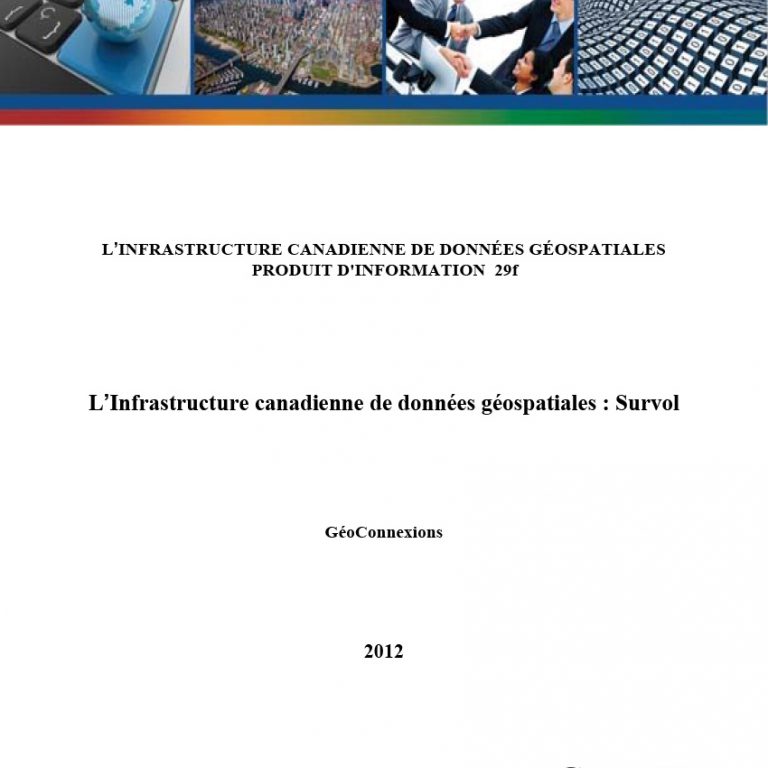 L'INFRASTRUCTURE CANADIENNE DE DONNÉES GÉOSPATIALES
PRODUIT D'INFORMATION 29f
L'Infrastructure canadienne de données géospatiales : Survol
GéoConnexions
2012